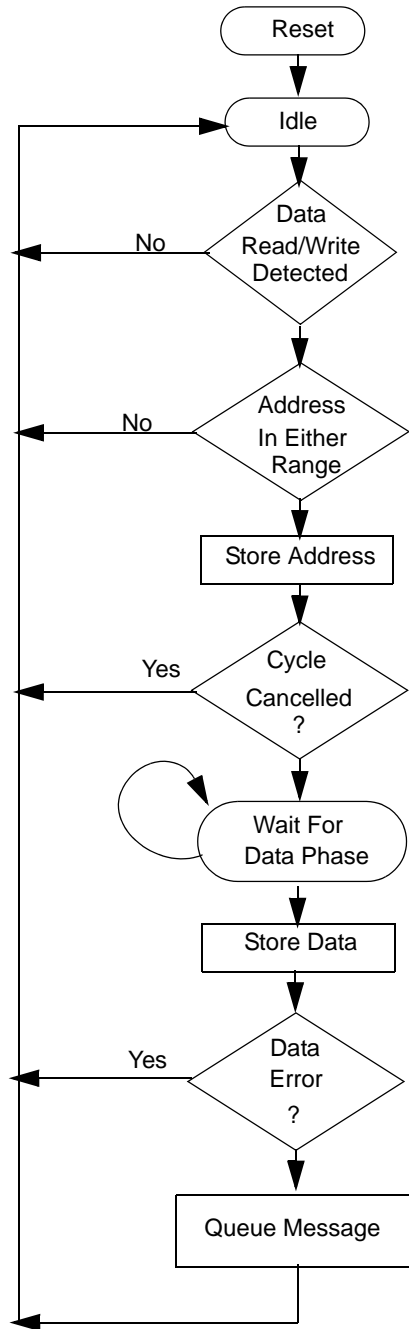 Reset
Idle
Data
No
Read/Write
Detected
Address
No
In Either
Range
Store Address
Yes
Cycle
Cancelled
?
Wait For
Data Phase
Store Data
Yes
Data
Error
?
Queue Message